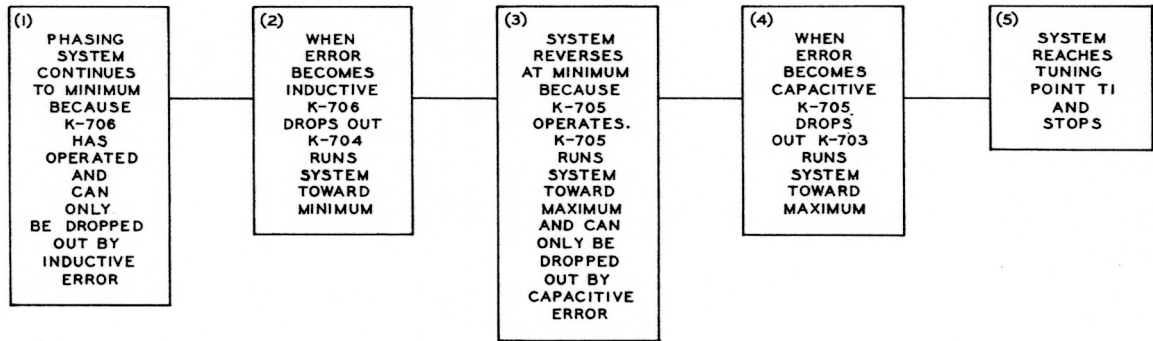 (1)
PHASING
SYSTEM
CONTINUES
TO MINIMUM
BECAUSE
K-706
HAS
OPERATED
AND
CAN
ONLY
BE DROPPED
OUT BY
INDUCTIVE
ERROR
(2)
WHEN
ERROR
BECOMES
INDUCTIVE
K-706
DROPS OUT
K-704
RUNS
SYSTEM
TOWARD
MINIMUM
(3)
SYSTEM
REVERSES
AT MINIMUM
BECAUSE
K-705
OPERATES.
K-705
RUNS
SYSTEM
TOWARD
MAXIMUM
AND CAN
ONLY BE
DROPPED
OUT BY
CAPACITIVE
ERROR
(4)
WHEN
ERROR
BECOMES
CAPACITIVE
K-705
DROPS
OUT K-703
RUNS
SYSTEM
TOWARD
MAXIMUM
(5)
SYSTEM
REACHES
TUNING
POINT T1
AND
STOPS